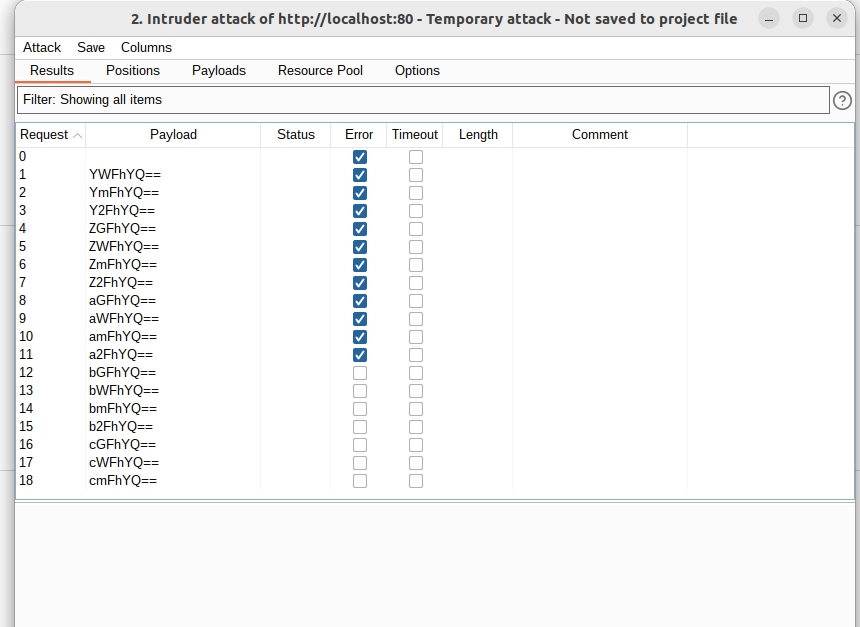 2. Intruder attack of http://localhost:80 - Temporary attack - Not saved to project file
Attack Save Columns
Results Positions Payloads Resource Pool Options
Filter: Showing all items
Request Payload Status Error Timeout Length Comment
0
1 YWFhYQ==
2 YmFhYQ==
3 Y2FhYQ==
4 ZGFhYQ==
5 ZWFhYQ==
6 ZmFhYQ==
7 Z2FhYQ==
8 aGFhYQ==
9 aWFhYQ==
10 amFhYQ==
11 a2FhYQ==
12 bGFhYQ==
13 bWFhYQ==
14 bmFhYQ==
15 b2FhYQ==
16 cGFhYQ==
17 cWFhYQ==
18 cmFhYQ==